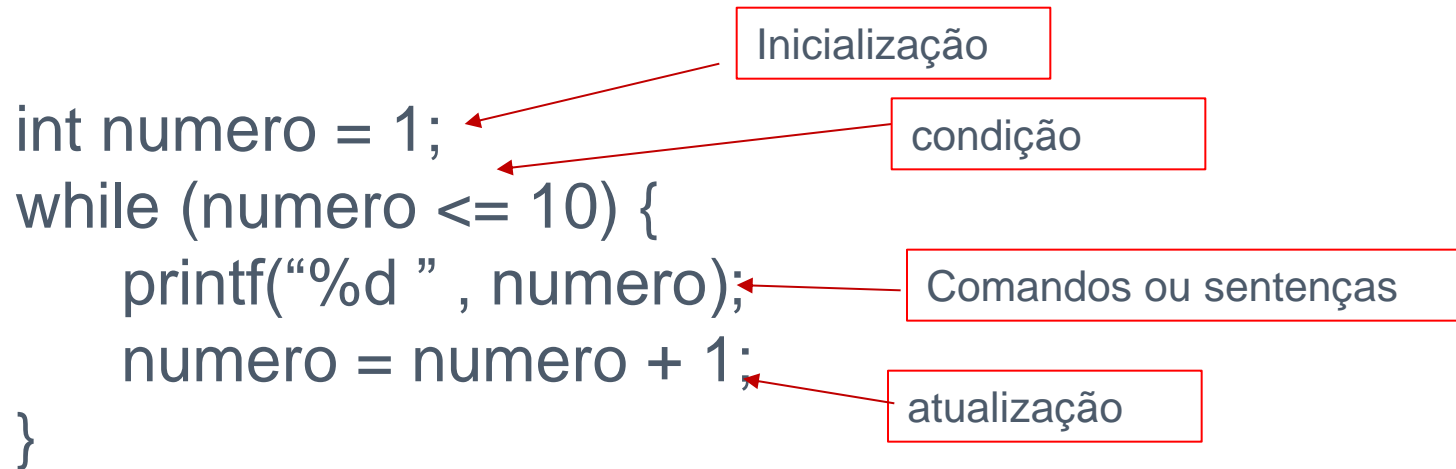 Inicialização
int numero = 1;
condição
while (numero <= 10) {
printf(“%d ” , numero);
Comandos ou sentenças
numero = numero + 1;
atualização
}